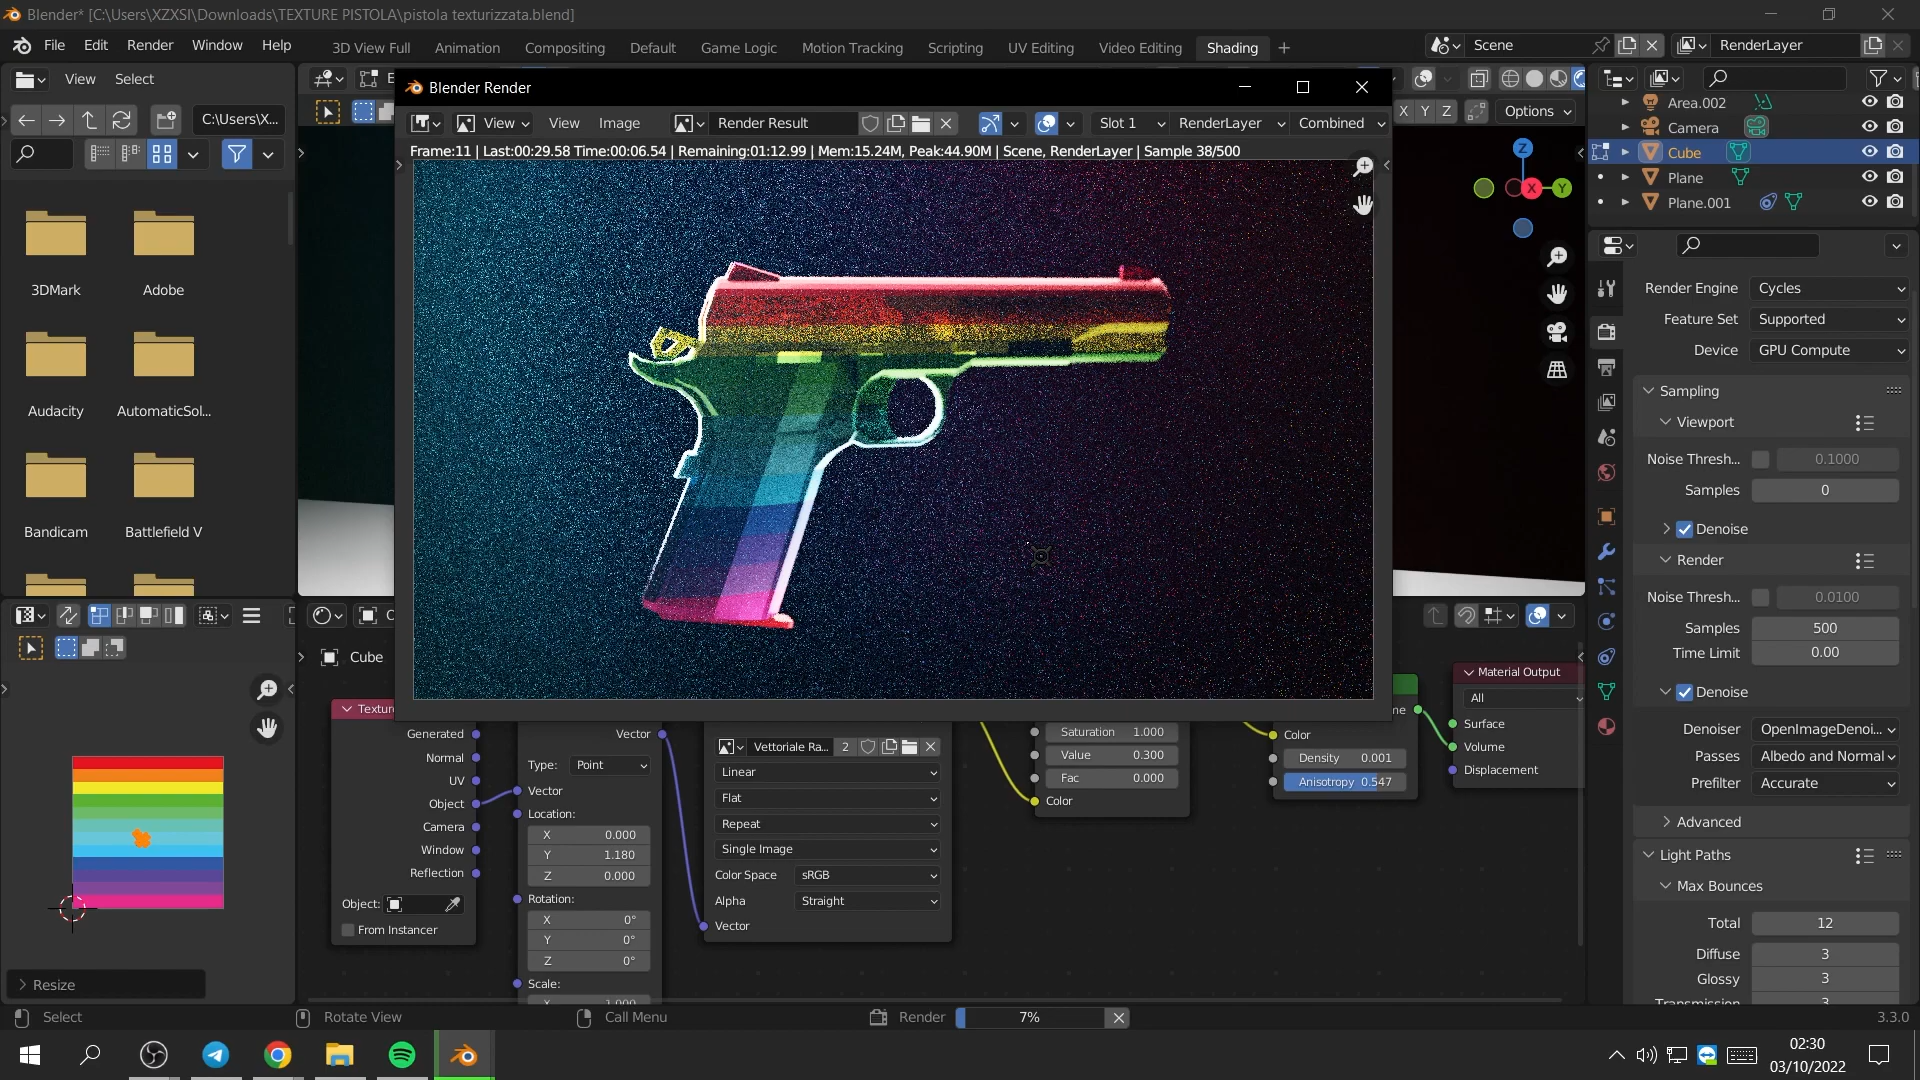 Blender* [C:\Users\XZXSI\Downloads\TEXTURE PISTOLA\pistola texturizzata.blend]
File Edit Render Window Help
3D View Full Animation Compositing Default Game Logic Motion Tracking Scripting UV Editing Video Editing Shading
Scene
RenderLayer
View Select
Blender Render
C:\Users\X...
View View Image
Render Result
Slot 1 RenderLayer Combined
X Y Z Options
Frame:11 | Last:00:29.58 Time:00:06.54 | Remaining:01:12.99 | Mem:15.24M, Peak:44.90M | Scene, RenderLayer | Sample 38/500
Area.002
Camera
Cube
Plane
Plane.001
Z
X
Y
3DMark
Adobe
Audacity
AutomaticSol...
Bandicam
Battlefield V
Render Engine Cycles
Feature Set Supported
Device GPU Compute
Sampling
Viewport
Noise Thresh... 0.1000
Samples 0
Denoise
Render
Noise Thresh... 0.0100
Samples 500
Time Limit 0.00
Denoise
Denoiser OpenImageDenoi...
Passes Albedo and Normal
Prefilter Accurate
Advanced
Light Paths
Max Bounces
Total 12
Diffuse 3
Glossy 3
Transmission 3
Cube
Textur
Generated
Normal
UV
Object
Camera
Window
Reflection
Object:
From Instancer
Vector
Type: Point
Vector
Location:
X 0.000
Y 1.180
Z 0.000
Rotation:
X 0°
Y 0°
Z 0°
Scale:
X 1.000
Vettoriale Ra... 2
Linear
Flat
Repeat
Single Image
Color Space sRGB
Alpha Straight
Vector
Saturation 1.000
Value 0.300
Fac 0.000
Color
me
Color
Density 0.001
Anisotropy 0.547
Material Output
All
Surface
Volume
Displacement
Resize
Select Rotate View Call Menu Render 7% 3.3.0
02:30
03/10/2022